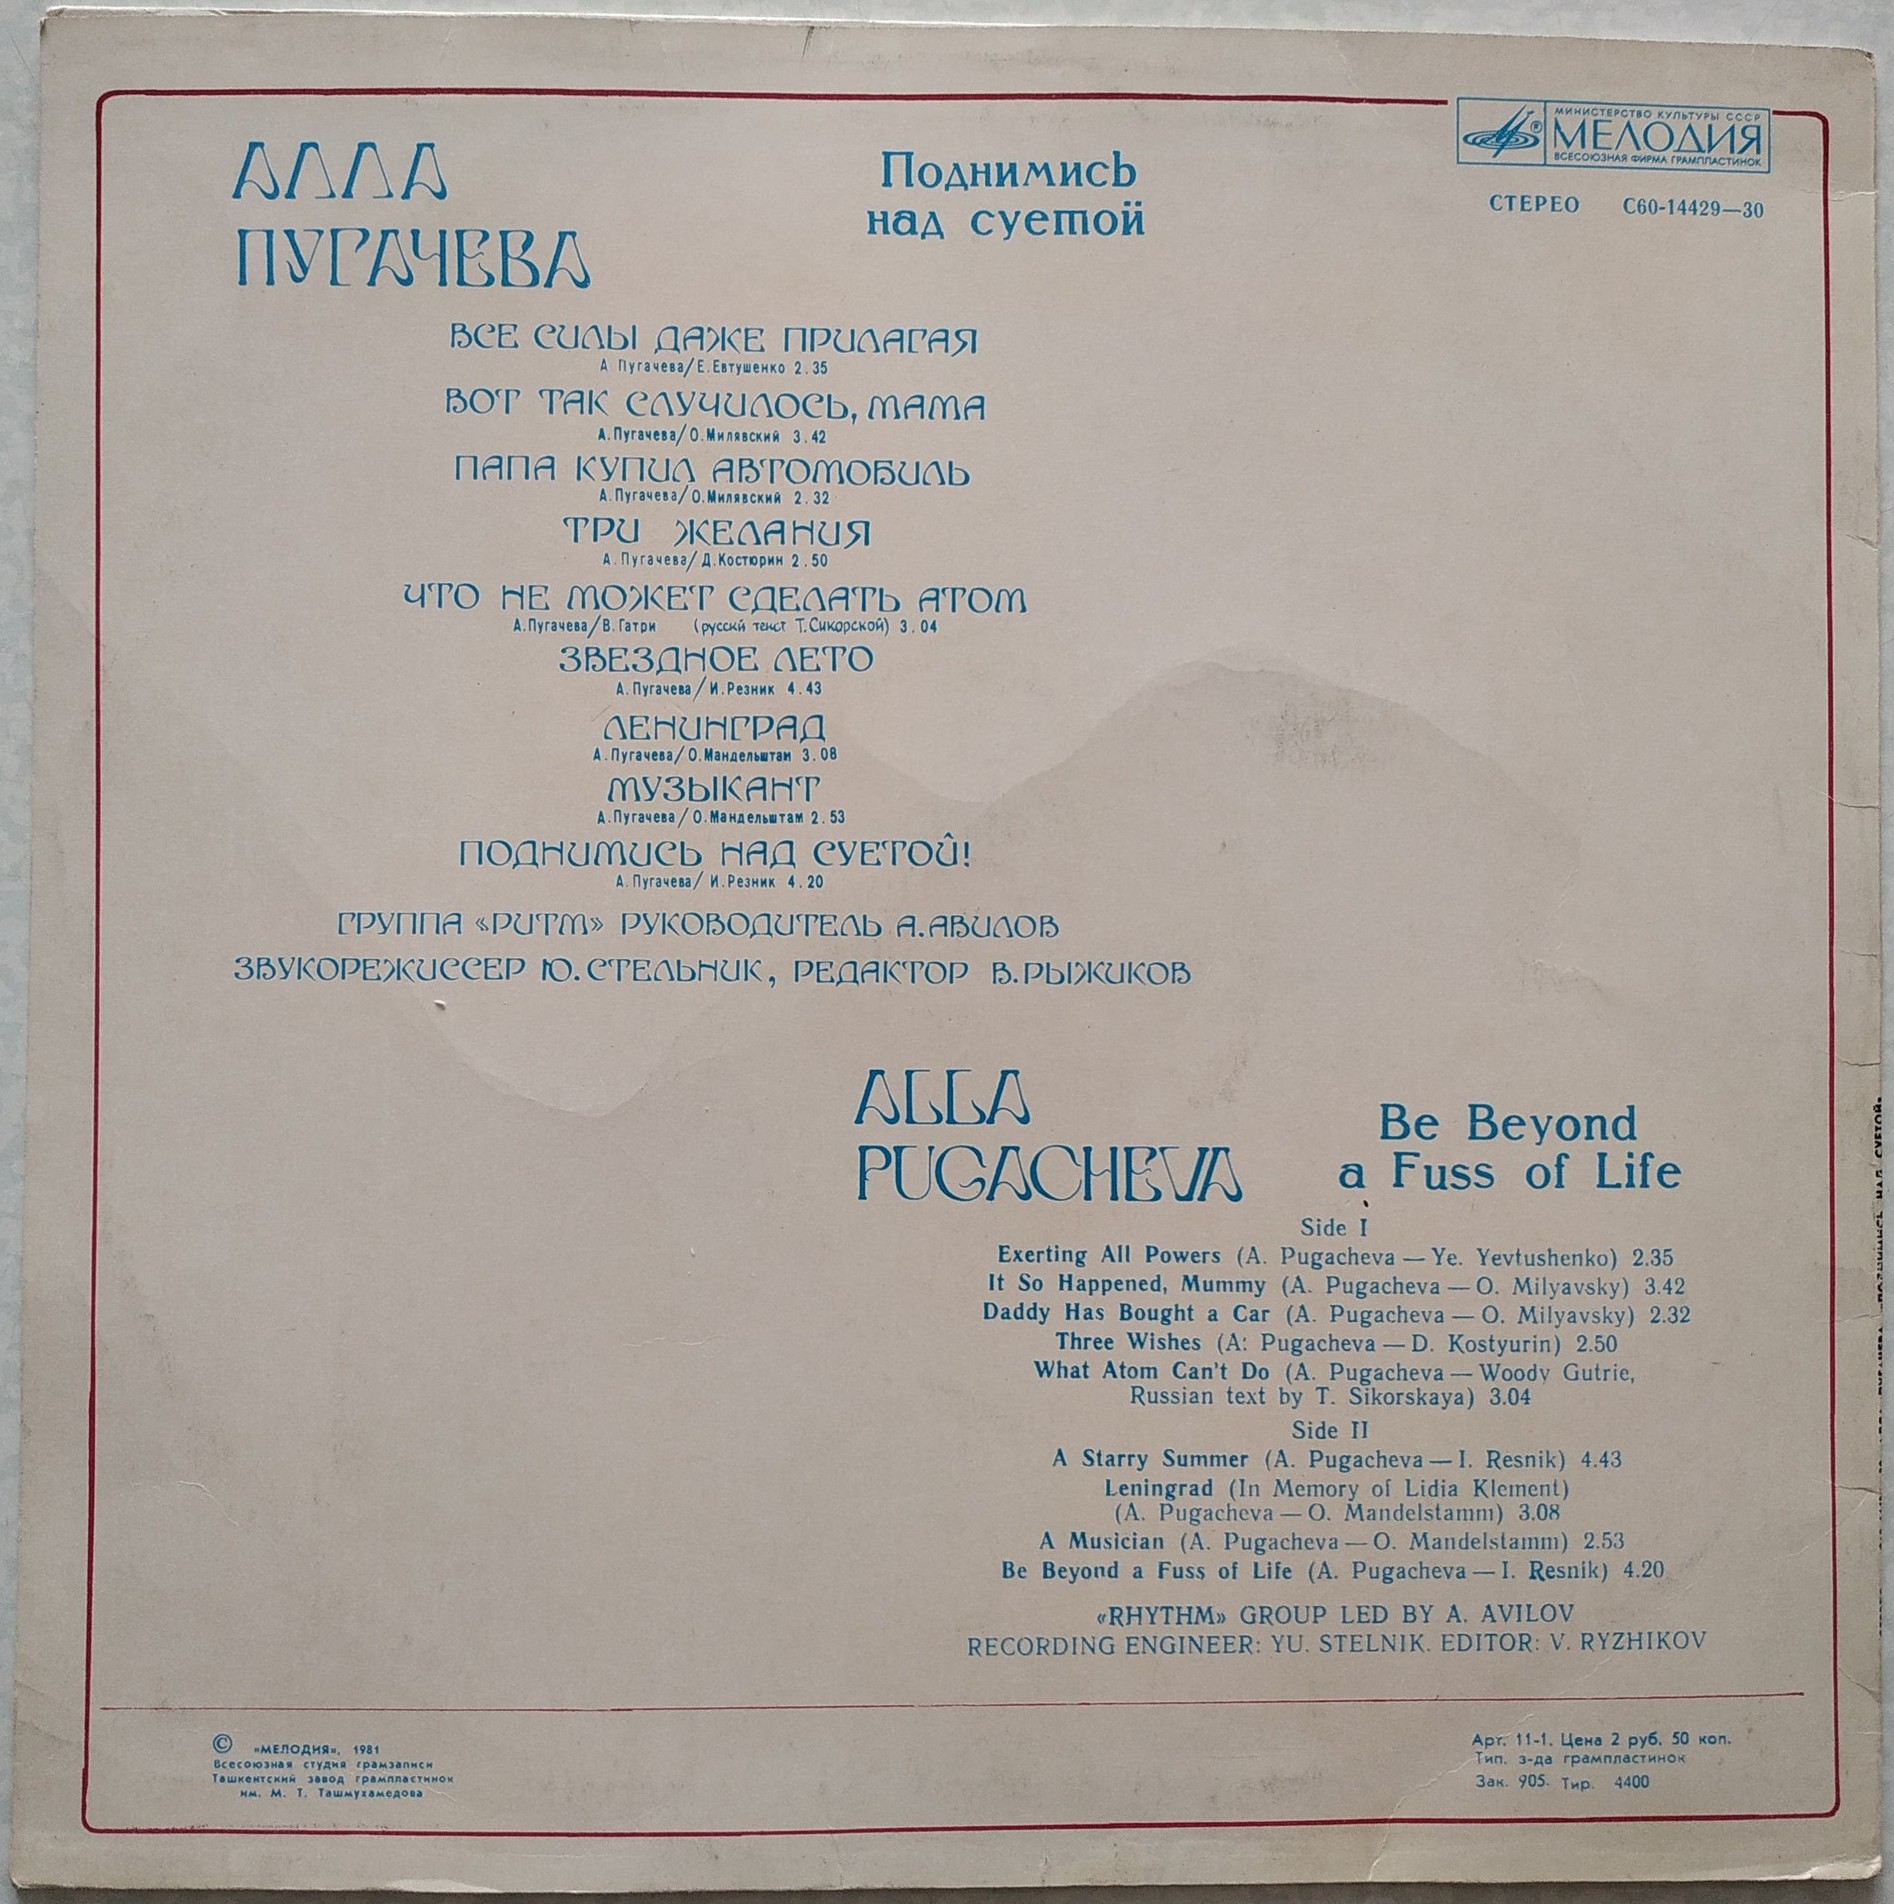 АЛЛА
ПУГАЧЕВА
Поднимись
над суетой
МИНИСТЕРСТВО КУЛЬТУРЫ СССР
МЕЛОДИЯ
ВСЕСОЮЗНАЯ ФИРМА ГРАМПЛАСТИНОК
СТЕРЕО С60-14429—30
ВСЕ СИЛЫ ДАЖЕ ПРИЛАГАЯ
А Пугачева/Е.Евтушенко 2.35
ВОТ ТАК СЛУЧИЛОСЬ, МАМА
А.Пугачева/О.Милявский 3.42
ПАПА КУПИЛ АВТОМОБИЛЬ
А.Пугачева/О.Милявский 2.32
ТРИ ЖЕЛАНИЯ
А.Пугачева/Д.Костюрин 2.50
ЧТО НЕ МОЖЕТ СДЕЛАТЬ АТОМ
А.Пугачева/В.Гатри (русскй текст Т.Сикорской) 3.04
ЗВЕЗДНОЕ ЛЕТО
А.Пугачева/И.Резник 4.43
ЛЕНИНГРАД
А.Пугачева/О.Мандельштам 3.08
МУЗЫКАНТ
А.Пугачева/О.Мандельштам 2.53
ПОДНИМИСЬ НАД СУЕТОЙ!
А.Пугачева/И.Резник 4.20
ГРУППА «РИТМ» РУКОВОДИТЕЛЬ А.АВИЛОВ
ЗВУКОРЕЖИССЕР Ю.СТЕЛЬНИК, РЕДАКТОР В.РЫЖИКОВ
ALLA
PUGACHEVA
Be Beyond
a Fuss of Life
Side I
Exerting All Powers (A. Pugacheva — Ye. Yevtushenko) 2.35
It So Happened, Mummy (A. Pugacheva — O. Milyavsky) 3.42
Daddy Has Bought a Car (A. Pugacheva — O. Milyavsky) 2.32
Three Wishes (A: Pugacheva — D. Kostyurin) 2.50
What Atom Can't Do (A. Pugacheva — Woody Gutrie,
Russian text by T. Sikorskaya) 3.04
Side II
A Starry Summer (A. Pugacheva — I. Resnik) 4.43
Leningrad (In Memory of Lidia Klement)
(A. Pugacheva — O. Mandelstamm) 3.08
A Musician (A. Pugacheva — O. Mandelstamm) 2.53
Be Beyond a Fuss of Life (A. Pugacheva — I. Resnik) 4.20
«RHYTHM» GROUP LED BY A. AVILOV
RECORDING ENGINEER: YU. STELNIK. EDITOR: V. RYZHIKOV
© «МЕЛОДИЯ», 1981
Всесоюзная студия грамзаписи
Ташкентский завод грампластинок
им. М. Т. Ташмухамедова
Арт. 11-1. Цена 2 руб. 50 коп.
Тип. з-да грампластинок
Зак. 905. Тир. 4400
НАД СУЕТОЙ»